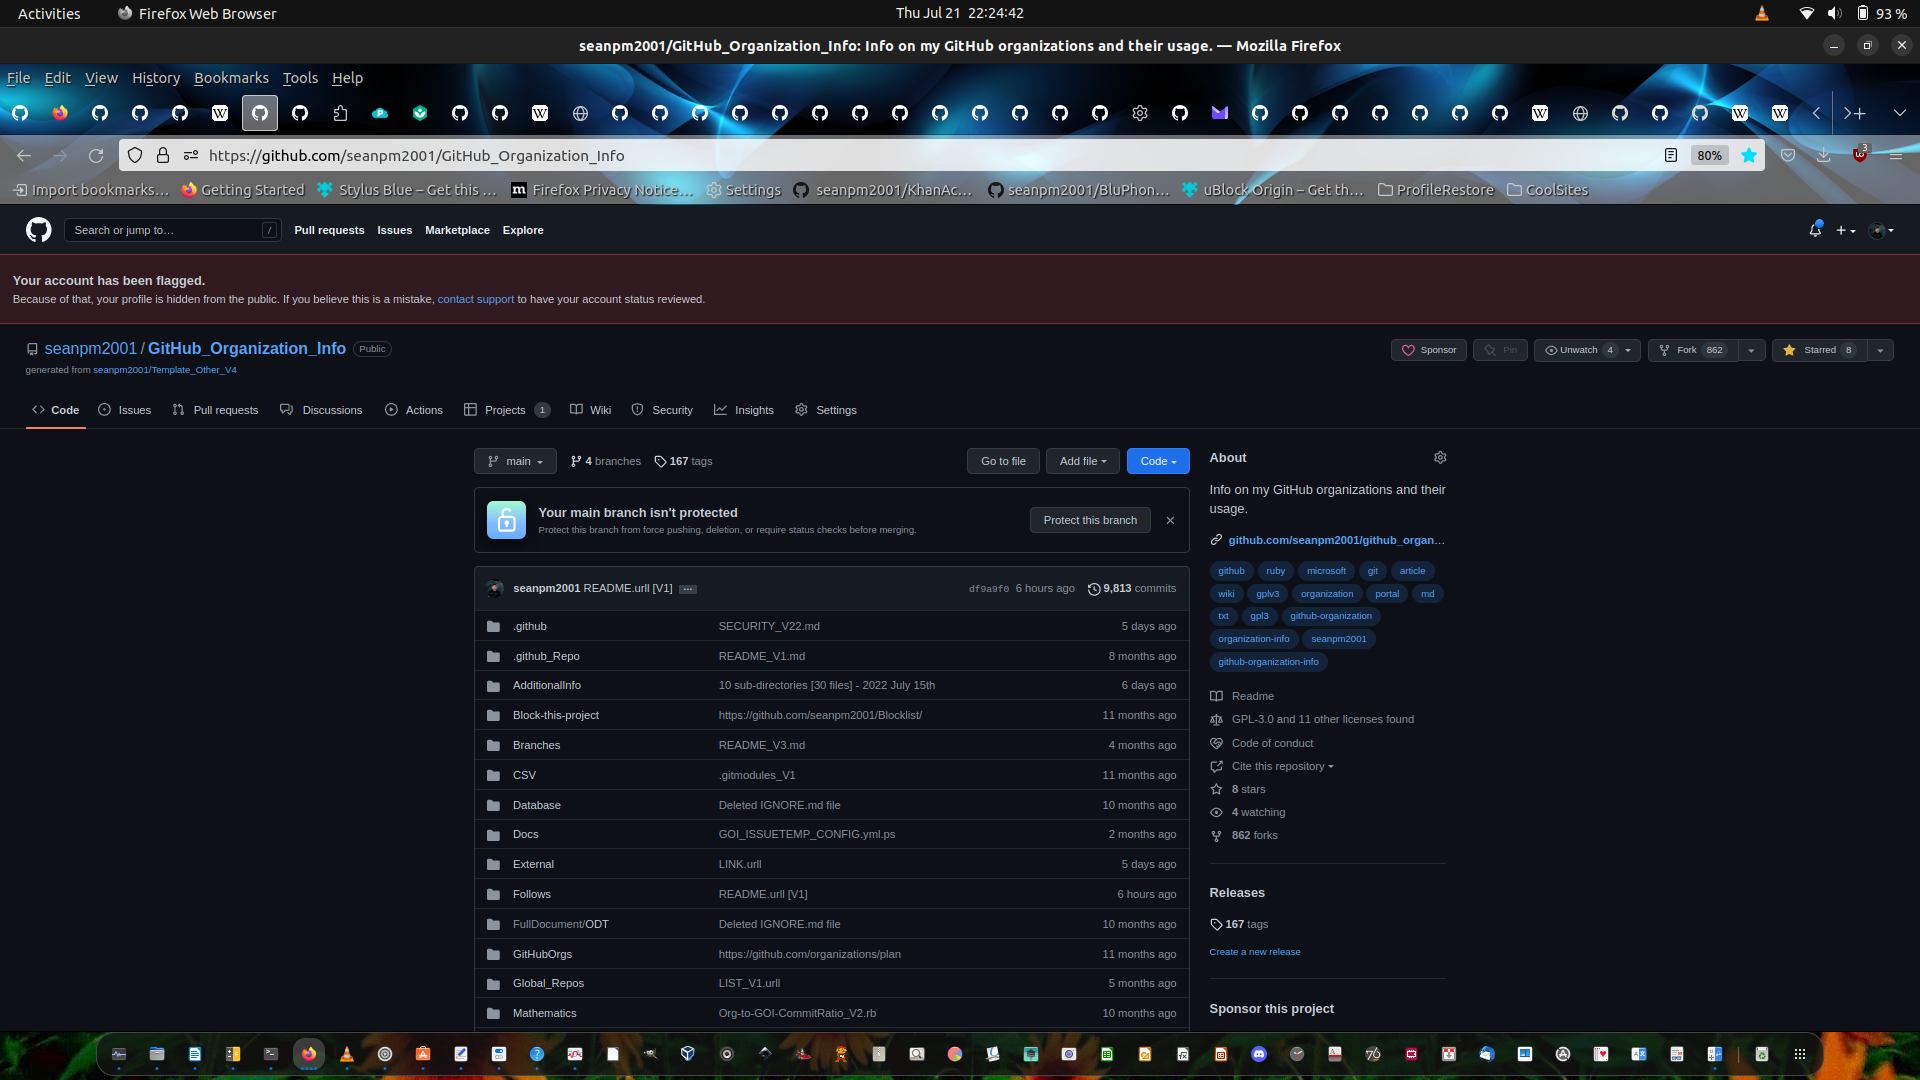 Activities Firefox Web Browser Thu Jul 21 22:24:42 93 %
seanpm2001/GitHub_Organization_Info: Info on my GitHub organizations and their usage. — Mozilla Firefox
File Edit View History Bookmarks Tools Help
https://github.com/seanpm2001/GitHub_Organization_Info 80% 3
Import bookmarks… Getting Started Stylus Blue – Get this … Firefox Privacy Notice… Settings seanpm2001/KhanAc… seanpm2001/BluPhon… uBlock Origin – Get th… ProfileRestore CoolSites
Search or jump to… / Pull requests Issues Marketplace Explore
Your account has been flagged.
Because of that, your profile is hidden from the public. If you believe this is a mistake, contact support to have your account status reviewed.
seanpm2001 / GitHub_Organization_Info Public
Sponsor Pin Unwatch 4 Fork 862 Starred 8
generated from seanpm2001/Template_Other_V4
Code Issues Pull requests Discussions Actions Projects 1 Wiki Security Insights Settings
main 4 branches 167 tags Go to file Add file Code
Your main branch isn't protected
Protect this branch from force pushing, deletion, or require status checks before merging.
Protect this branch
seanpm2001 README.urll [V1] … df9a9f0 6 hours ago 9,813 commits
.github SECURITY_V22.md 5 days ago
.github_Repo README_V1.md 8 months ago
AdditionalInfo 10 sub-directories [30 files] - 2022 July 15th 6 days ago
Block-this-project https://github.com/seanpm2001/Blocklist/ 11 months ago
Branches README_V3.md 4 months ago
CSV .gitmodules_V1 11 months ago
Database Deleted IGNORE.md file 10 months ago
Docs GOI_ISSUETEMP_CONFIG.yml.ps 2 months ago
External LINK.urll 5 days ago
Follows README.urll [V1] 6 hours ago
FullDocument/ODT Deleted IGNORE.md file 10 months ago
GitHubOrgs https://github.com/organizations/plan 11 months ago
Global_Repos LIST_V1.urll 5 months ago
Mathematics Org-to-GOI-CommitRatio_V2.rb 10 months ago
About
Info on my GitHub organizations and their
usage.
github.com/seanpm2001/github_organ…
github ruby microsoft git article
wiki gplv3 organization portal md
txt gpl3 github-organization
organization-info seanpm2001
github-organization-info
Readme
GPL-3.0 and 11 other licenses found
Code of conduct
Cite this repository
8 stars
4 watching
862 forks
Releases
167 tags
Create a new release
Sponsor this project